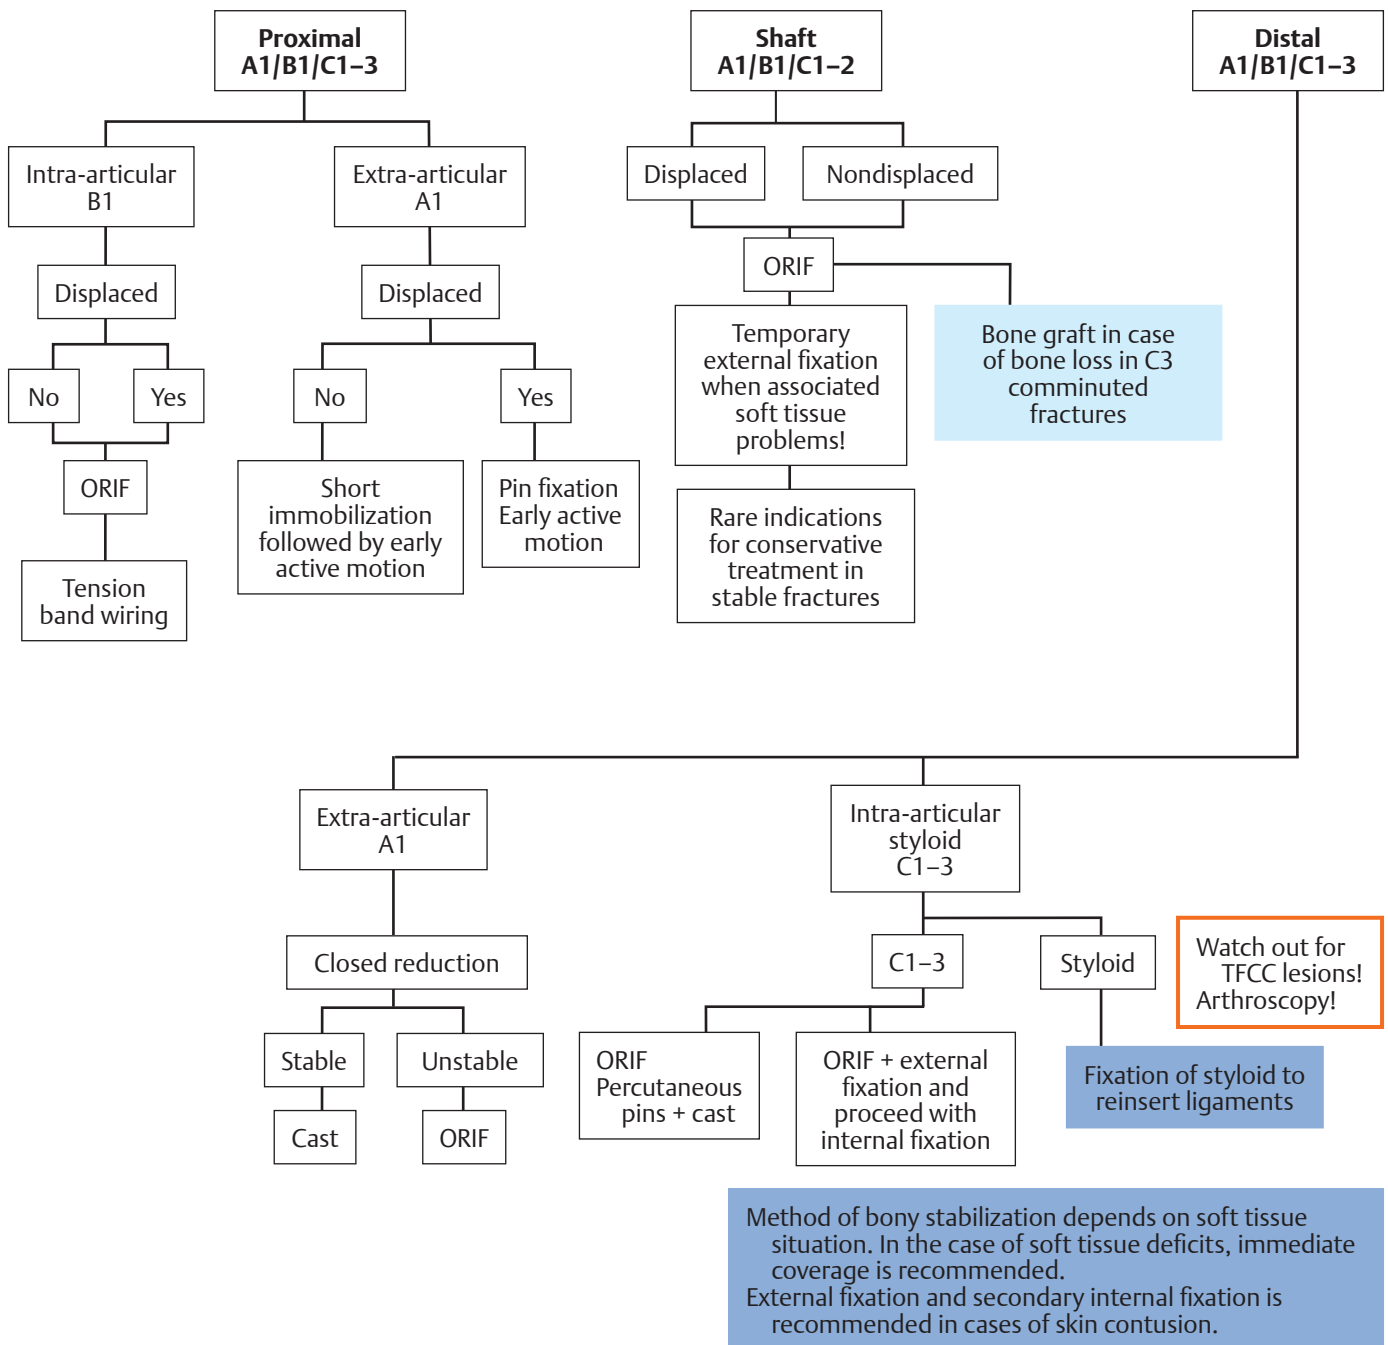 Proximal
A1/B1/C1–3
Shaft
A1/B1/C1–2
Distal
A1/B1/C1–3
Intra-articular
B1
Extra-articular
A1
Displaced
Nondisplaced
Displaced
Displaced
ORIF
No
Yes
No
Yes
Temporary
external fixation
when associated
soft tissue
problems!
Bone graft in case
of bone loss in C3
comminuted
fractures
ORIF
Short
immobilization
followed by early
active motion
Pin fixation
Early active
motion
Rare indications
for conservative
treatment in
stable fractures
Tension
band wiring
Extra-articular
A1
Intra-articular
styloid
C1–3
Closed reduction
C1–3
Styloid
Watch out for
TFCC lesions!
Arthroscopy!
Stable
Unstable
ORIF
Percutaneous
pins + cast
ORIF + external
fixation and
proceed with
internal fixation
Fixation of styloid to
reinsert ligaments
Cast
ORIF
Method of bony stabilization depends on soft tissue
situation. In the case of soft tissue deficits, immediate
coverage is recommended.
External fixation and secondary internal fixation is
recommended in cases of skin contusion.